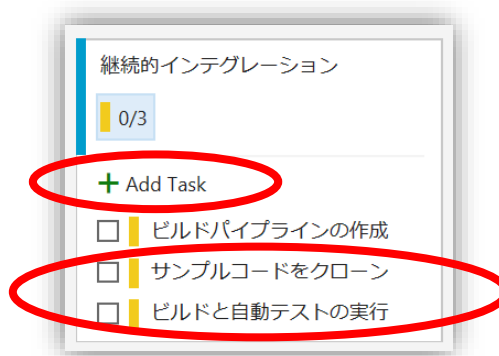 継続的インテグレーション
0/3
+ Add Task
ビルドパイプラインの作成
サンプルコードをクローン
ビルドと自動テストの実行